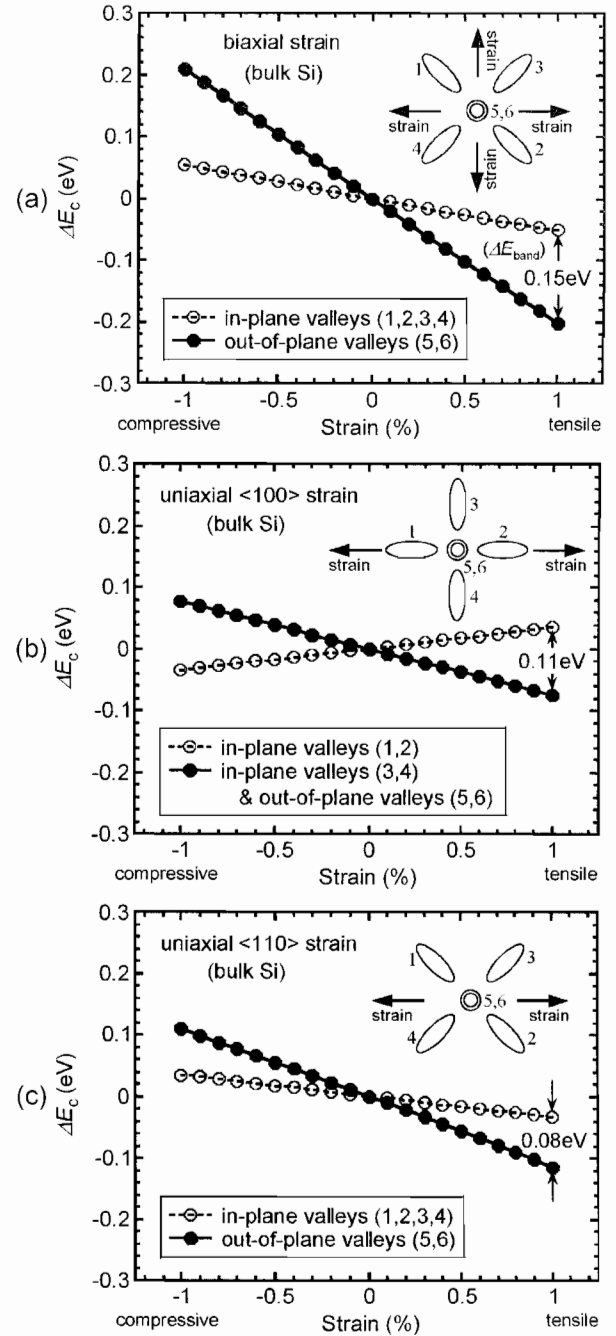 (a)
ΔEc (eV)
0.3
0.2
0.1
0
-0.1
-0.2
-0.3
biaxial strain
(bulk Si)
strain
1
3
strain
5,6
strain
4
2
strain
(ΔEband)
0.15eV
in-plane valleys (1,2,3,4)
out-of-plane valleys (5,6)
-1
-0.5
0
0.5
1
compressive
Strain (%)
tensile
(b)
ΔEc (eV)
0.3
0.2
0.1
0
-0.1
-0.2
-0.3
uniaxial <100> strain
(bulk Si)
3
1
2
strain
5,6
strain
4
0.11eV
in-plane valleys (1,2)
in-plane valleys (3,4)
& out-of-plane valleys (5,6)
-1
-0.5
0
0.5
1
compressive
Strain (%)
tensile
(c)
ΔEc (eV)
0.3
0.2
0.1
0
-0.1
-0.2
-0.3
uniaxial <110> strain
(bulk Si)
1
3
strain
5,6
strain
4
2
0.08eV
in-plane valleys (1,2,3,4)
out-of-plane valleys (5,6)
-1
-0.5
0
0.5
1
compressive
Strain (%)
tensile